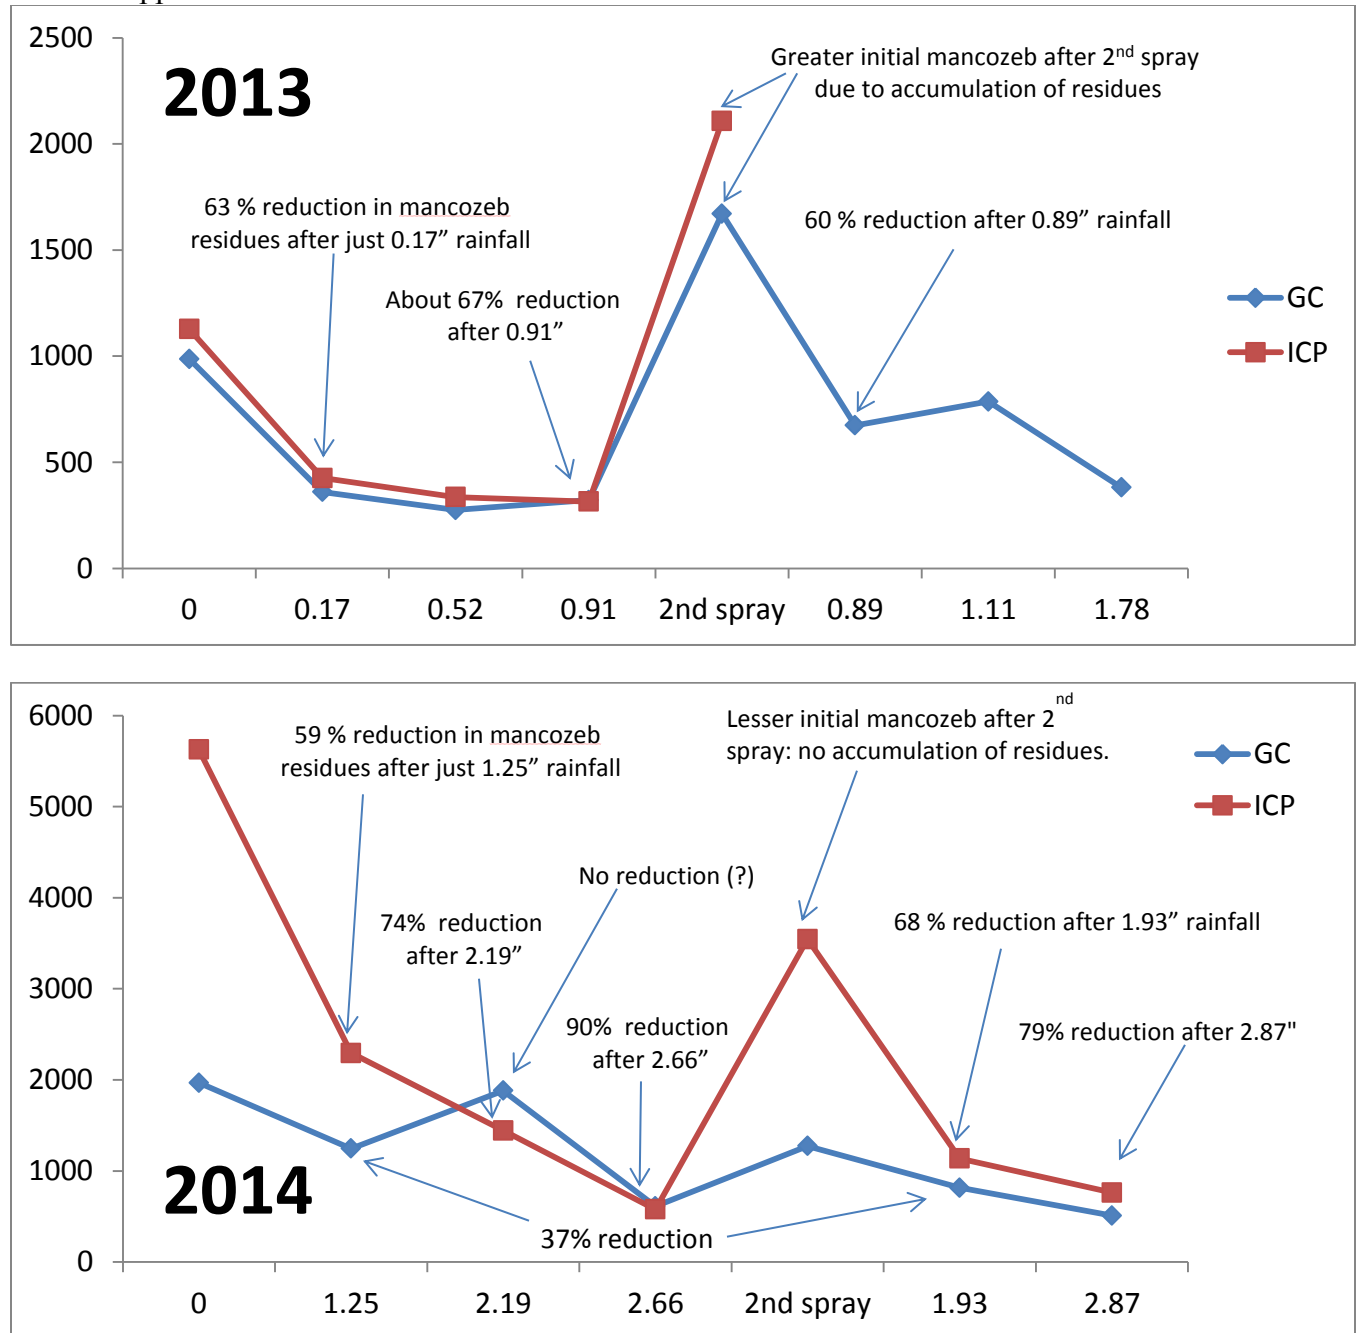 2500
2000
1500
1000
500
0
2013
Greater initial mancozeb after 2nd spray
due to accumulation of residues
63 % reduction in mancozeb
residues after just 0.17” rainfall
About 67%  reduction
after 0.91”
60 % reduction after 0.89” rainfall
GC
ICP
0 0.17 0.52 0.91 2nd spray 0.89 1.11 1.78
6000
5000
4000
3000
2000
1000
0
59 % reduction in mancozeb
residues after just 1.25” rainfall
Lesser initial mancozeb after 2nd
spray: no accumulation of residues.
GC
ICP
No reduction (?)
74%  reduction
after 2.19”
68 % reduction after 1.93” rainfall
90%  reduction
after 2.66”
79% reduction after 2.87"
2014
37% reduction
0 1.25 2.19 2.66 2nd spray 1.93 2.87